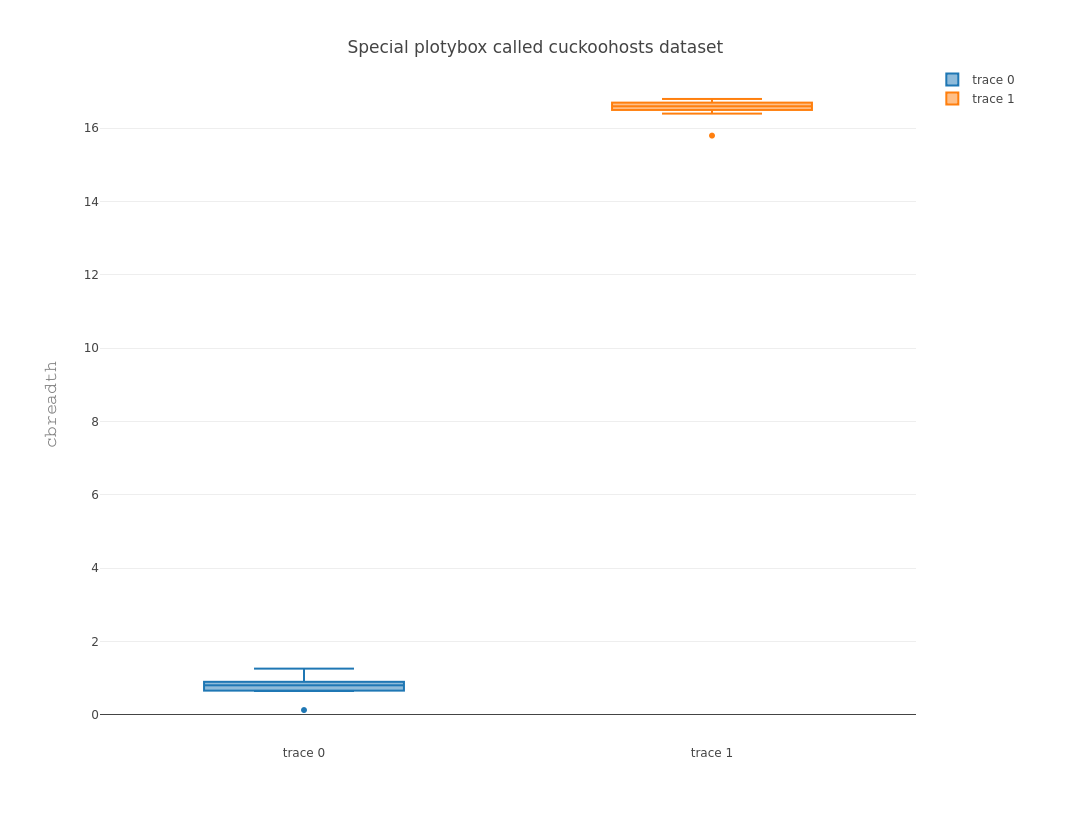 Special plotybox called cuckoohosts dataset
trace 0
trace 1
16
14
12
10
8
6
4
2
0
cbreadth
trace 0
trace 1